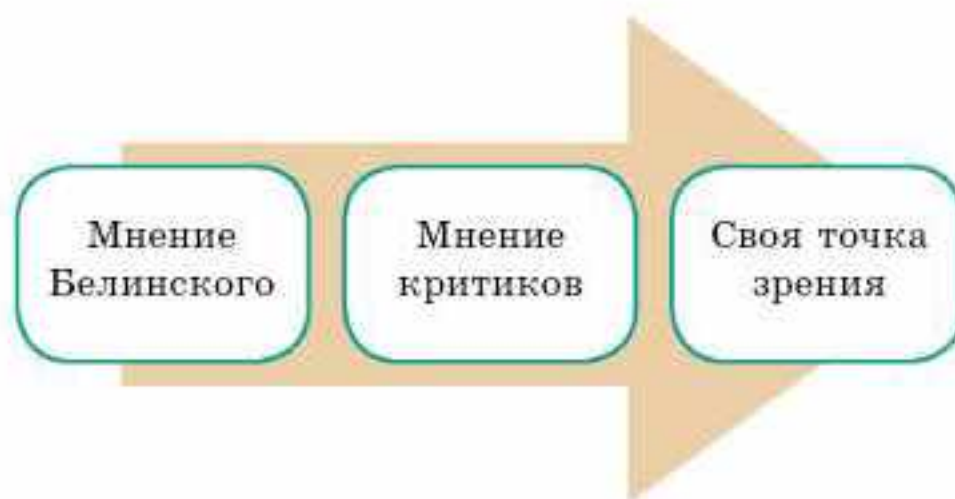 Мнение
Белинского
Мнение
критиков
Своя точка
зрения